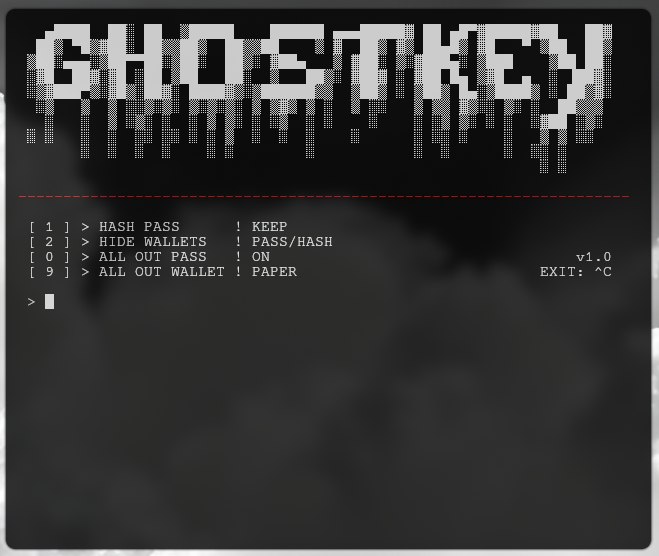 GHOSTKEY
[ 1 ] > HASH PASS ! KEEP
[ 2 ] > HIDE WALLETS ! PASS/HASH
[ 0 ] > ALL OUT PASS ! ON v1.0
[ 9 ] > ALL OUT WALLET ! PAPER EXIT: ^C
>